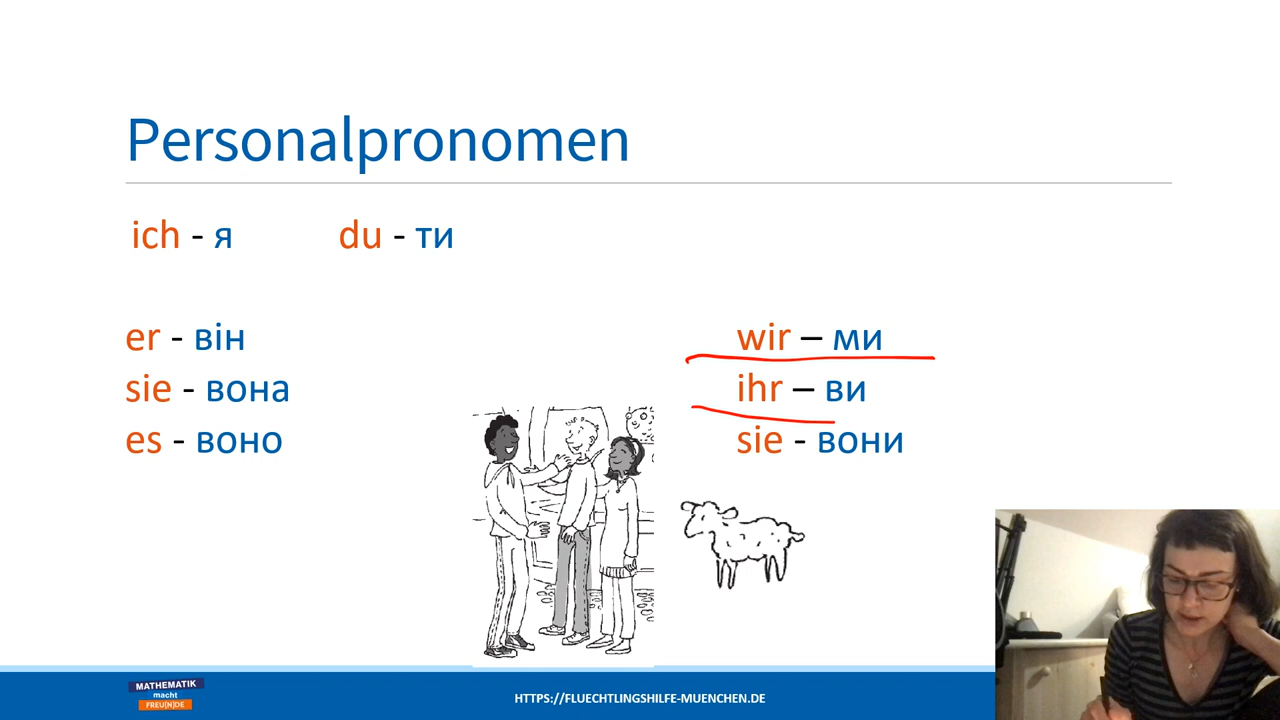 Personalpronomen
ich - я
du - ти
er - він
sie - вона
es - воно
wir – ми
ihr – ви
sie - вони
MATHEMATIK
macht
FREU(N)DE
HTTPS://FLUECHTLINGSHILFE-MUENCHEN.DE